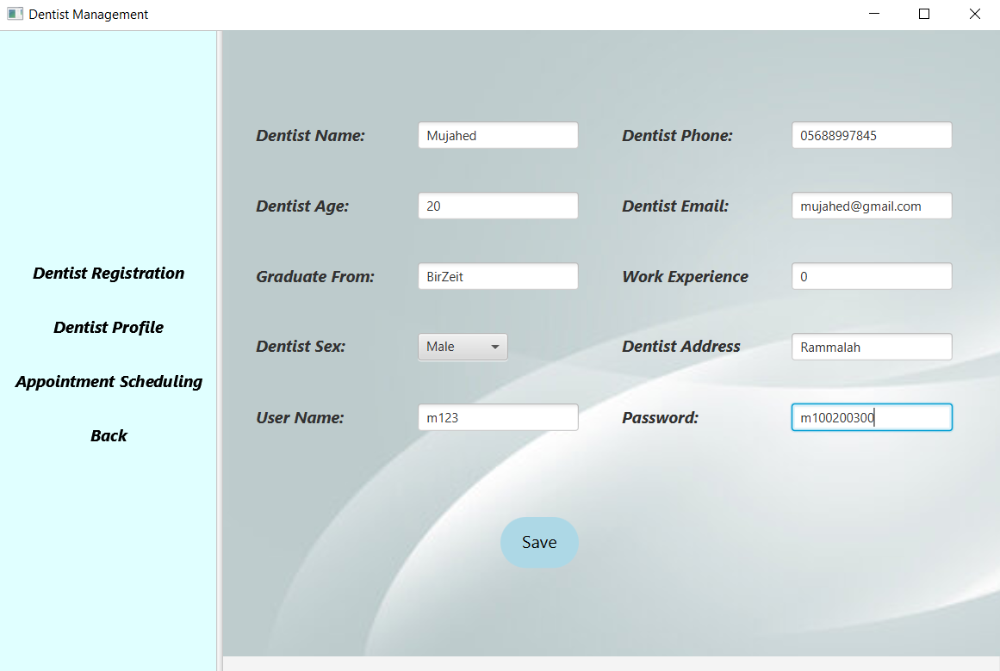 Dentist Management
Dentist Registration
Dentist Profile
Appointment Scheduling
Back
Dentist Name: Mujahed Dentist Phone: 05688997845
Dentist Age: 20 Dentist Email: mujahed@gmail.com
Graduate From: BirZeit Work Experience 0
Dentist Sex: Male Dentist Address Rammalah
User Name: m123 Password: m100200300
Save